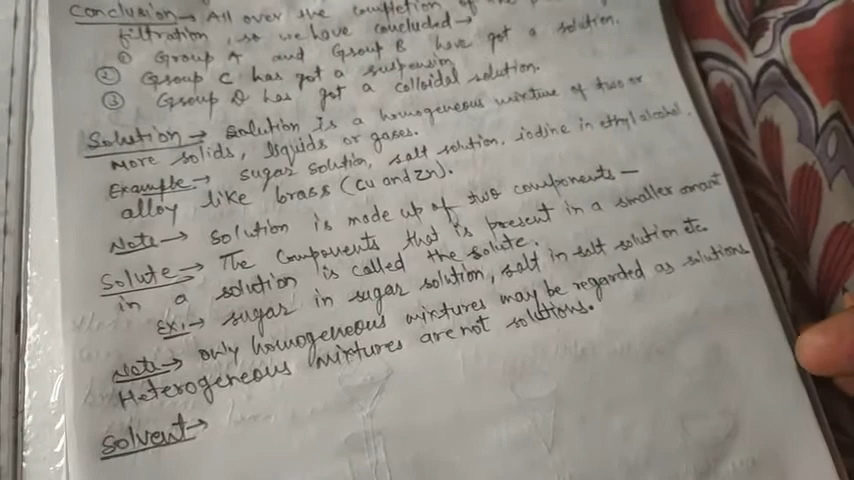 Conclusion → All over the completion of the
filtration, so we have concluded →
① Group A and Group B have got a solution.
② Group C has got a suspension
③ Group D has got a colloidal solution.
Solution → Solution is a homogeneous mixture of two or
more solids, liquids or gases.
Example → sugar solution, salt solution, iodine in ethyl alcohol.
alloy like brass (Cu and Zn).
Note → Solution is made up of two components —
Solute → The components that is present in a smaller amount
in a solution is called the solute.
Ex. → sugar in sugar solution, salt in salt solution etc.
Note → only homogeneous mixtures may be regarded as solutions
Heterogeneous mixtures are not solutions.
Solvent →